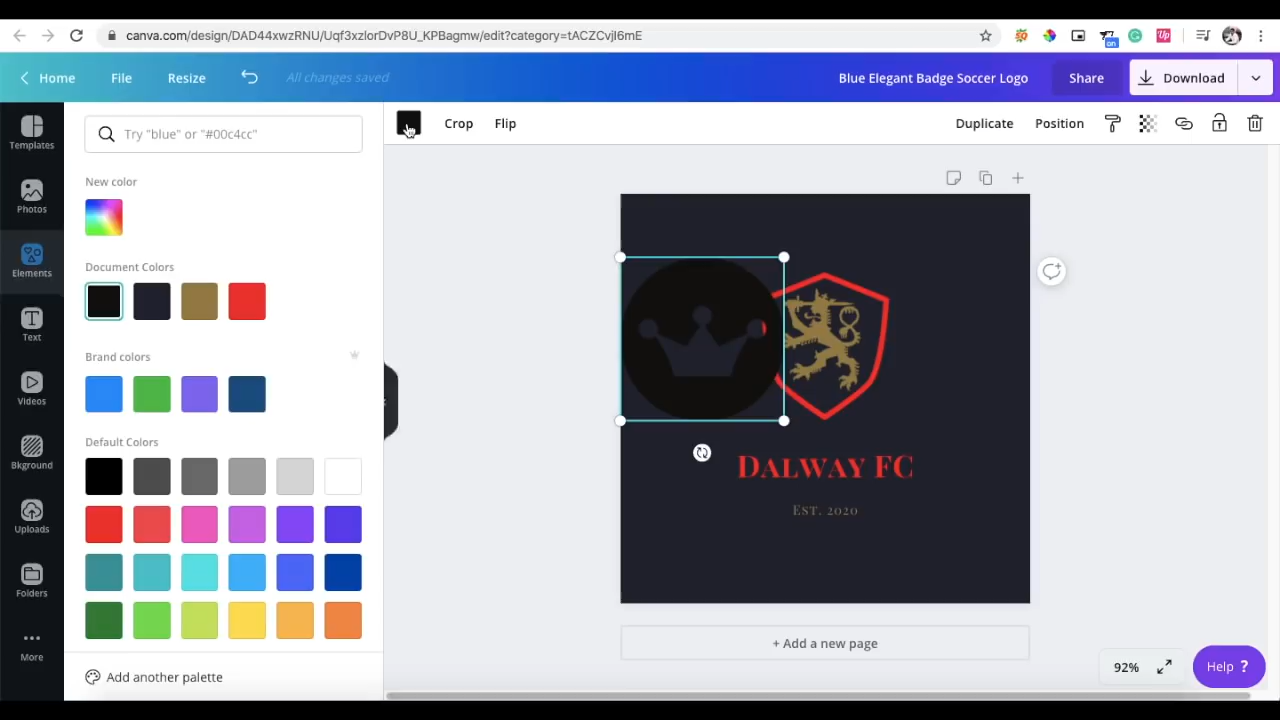 canva.com/design/DAD44xwzRNU/Uqf3xzlorDvP8U_KPBagmw/edit?category=tACZCvjI6mE
on
Up
Home File Resize All changes saved Blue Elegant Badge Soccer Logo Share Download
Crop Flip Duplicate Position
Templates
Photos
Elements
Text
Videos
Bkground
Uploads
Folders
More
Try "blue" or "#00c4cc"
New color
Document Colors
Brand colors
Default Colors
Add another palette
Dalway FC
Est. 2020
+ Add a new page
92%
Help ?